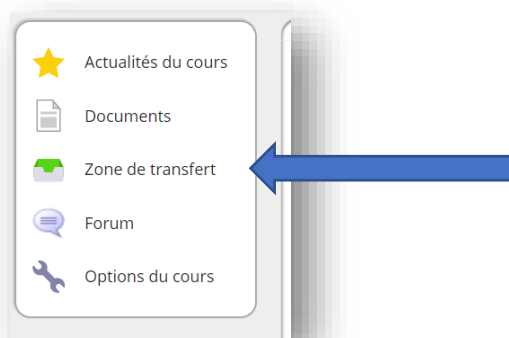 Actualités du cours
Documents
Zone de transfert
Forum
Options du cours